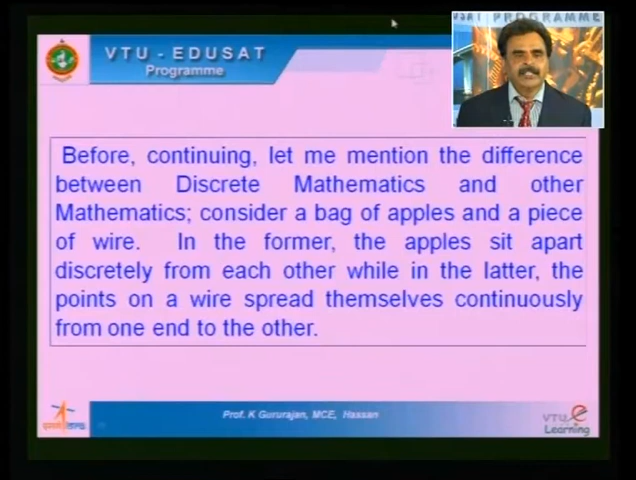 VTU - EDUSAT
Programme
PROGRAMME
Before, continuing, let me mention the difference
between Discrete Mathematics and other
Mathematics; consider a bag of apples and a piece
of wire. In the former, the apples sit apart
discretely from each other while in the latter, the
points on a wire spread themselves continuously
from one end to the other.
Prof. K Gururajan, MCE, Hassan
VTU e
Learning